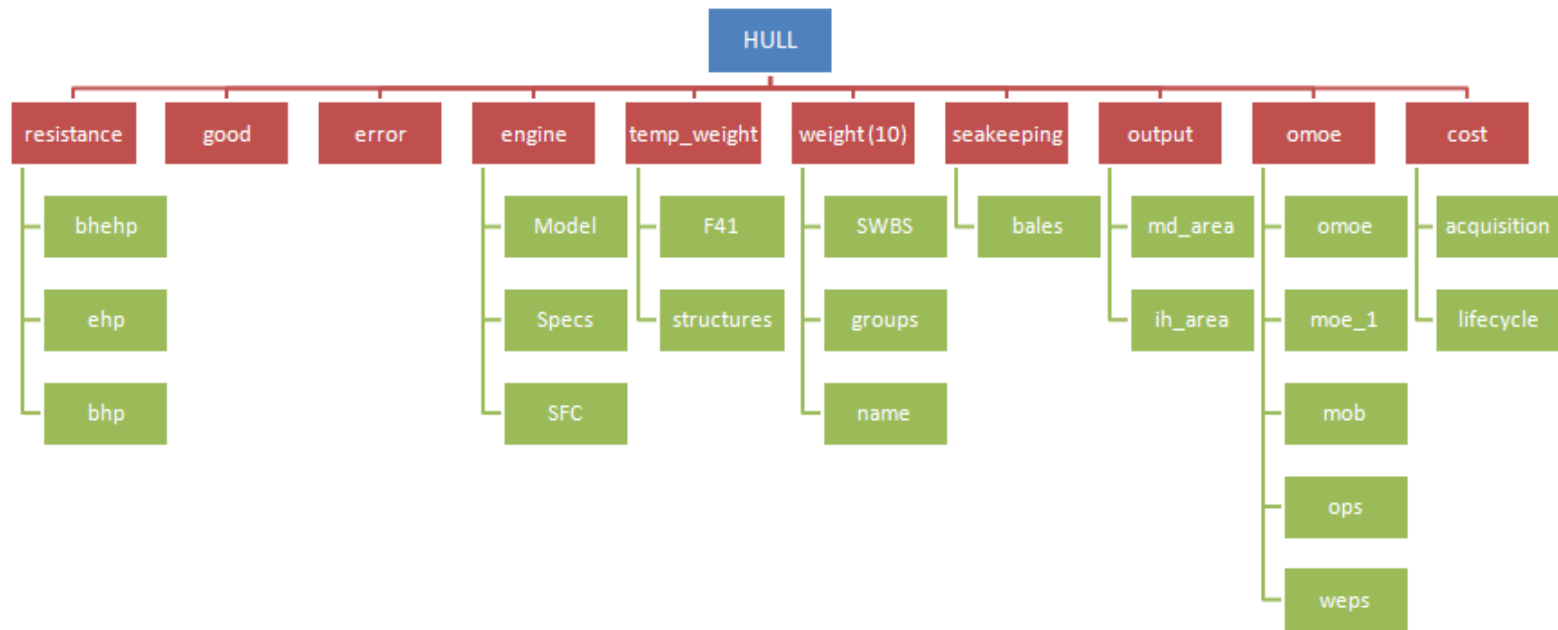 HULL
resistance
good
error
engine
temp_weight
weight (10)
seakeeping
output
omoe
cost
bhehp
Model
F41
SWBS
bales
md_area
omoe
acquisition
ehp
Specs
structures
groups
ih_area
moe_1
lifecycle
bhp
SFC
name
mob
ops
weps